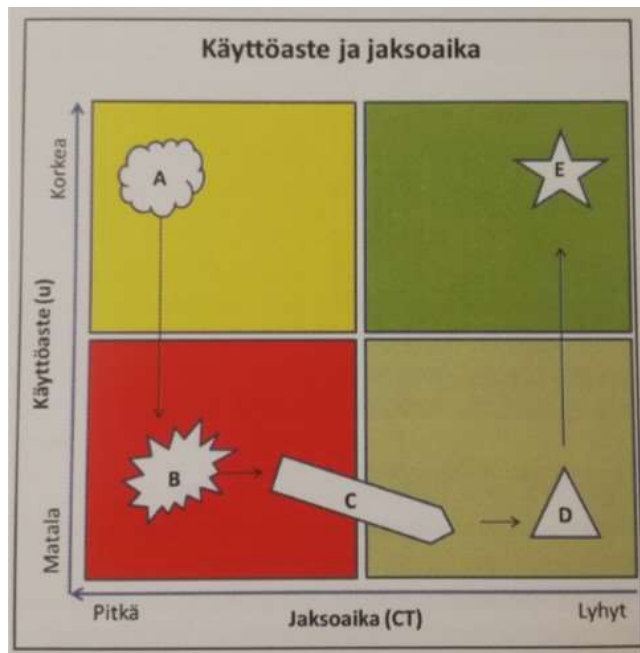 Käyttöaste ja jaksoaika
Korkea
Käyttöaste (u)
Matala
A
E
B
C
D
Pitkä
Jaksoaika (CT)
Lyhyt